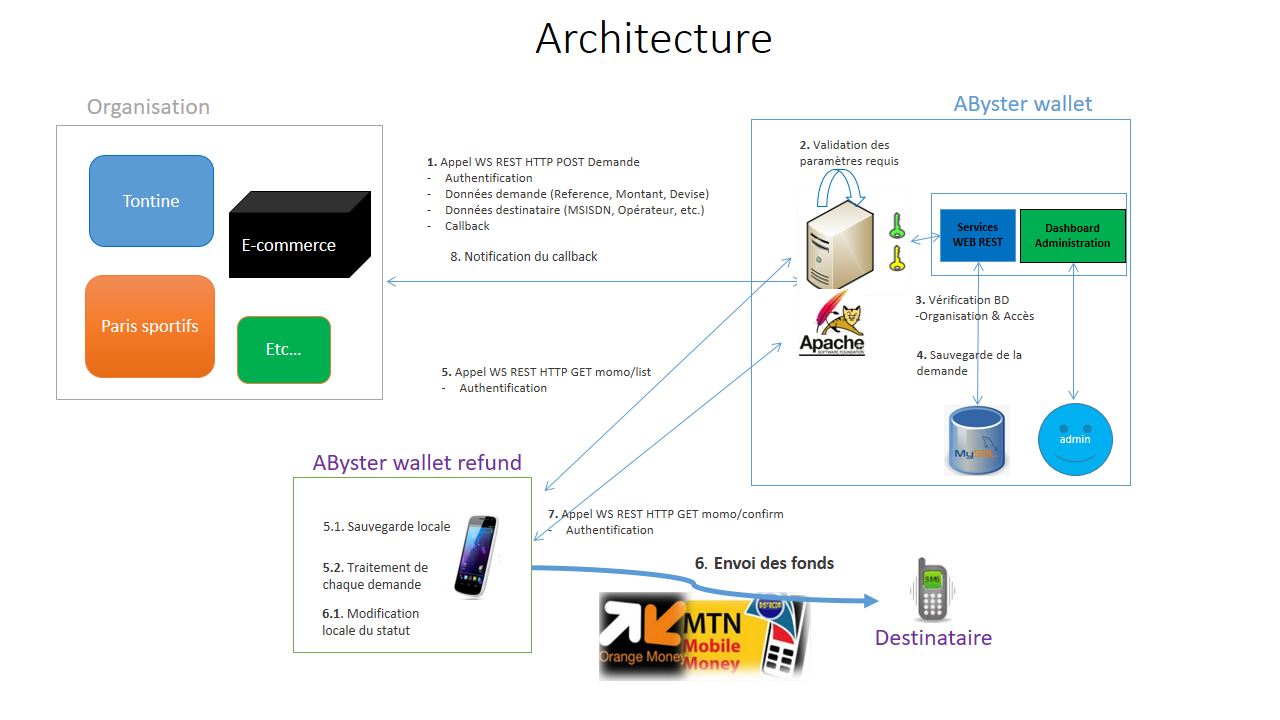 Architecture
Organisation
Tontine
E-commerce
Paris sportifs
Etc...
1. Appel WS REST HTTP POST Demande
- Authentification
- Données demande (Reference, Montant, Devise)
- Données destinataire (MSISDN, Opérateur, etc.)
- Callback
8. Notification du callback
5. Appel WS REST HTTP GET momo/list
- Authentification
AByster wallet
2. Validation des
paramètres requis
Services
WEB REST
Dashboard
Administration
Apache
SOFTWARE FOUNDATION
3. Vérification BD
-Organisation & Accès
4. Sauvegarde de la
demande
MySQL
admin
AByster wallet refund
5.1. Sauvegarde locale
5.2. Traitement de
chaque demande
6.1. Modification
locale du statut
7. Appel WS REST HTTP GET momo/confirm
- Authentification
6. Envoi des fonds
Orange Money
MTN
Mobile
Money
SMS
Destinataire